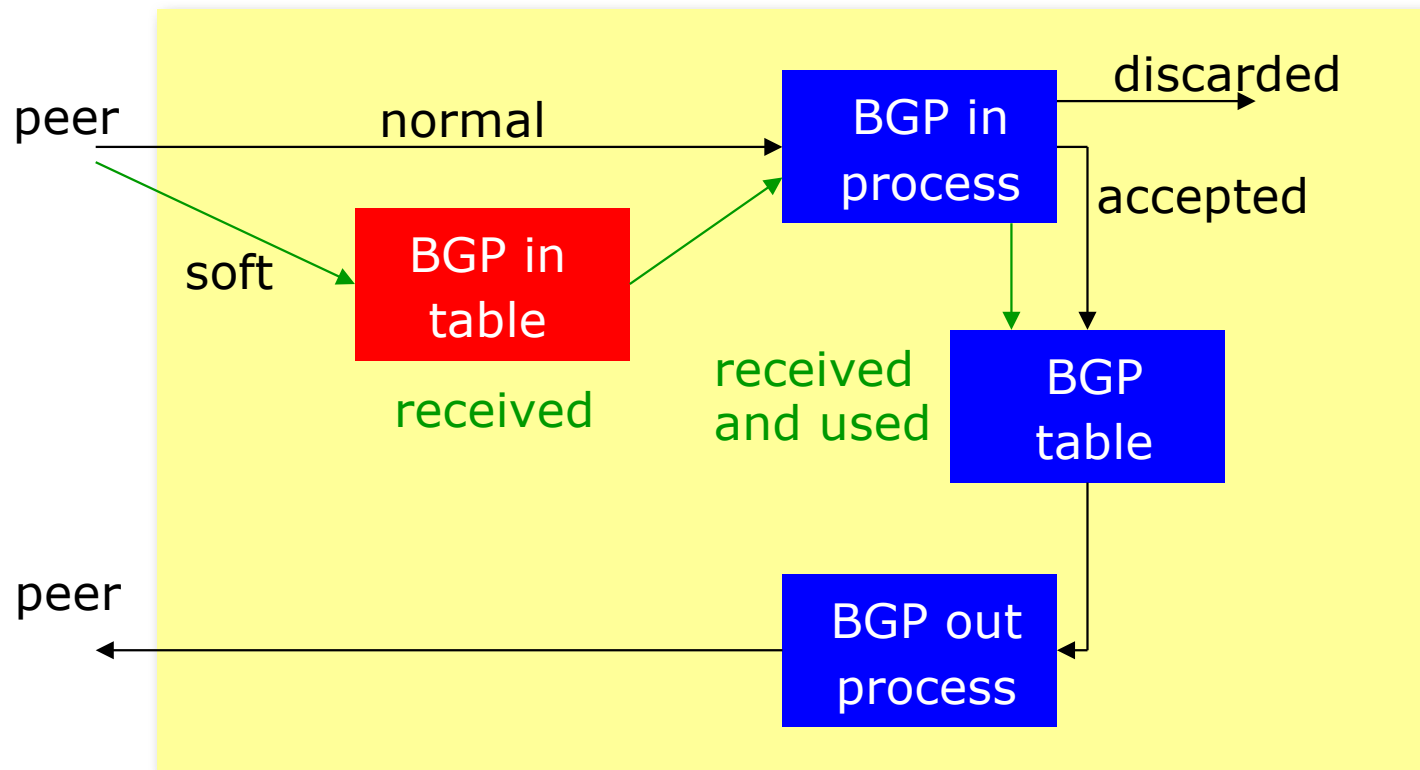 discarded
peer
normal
BGP in
process
accepted
soft
BGP in
table
received
received
and used
BGP
table
peer
BGP out
process